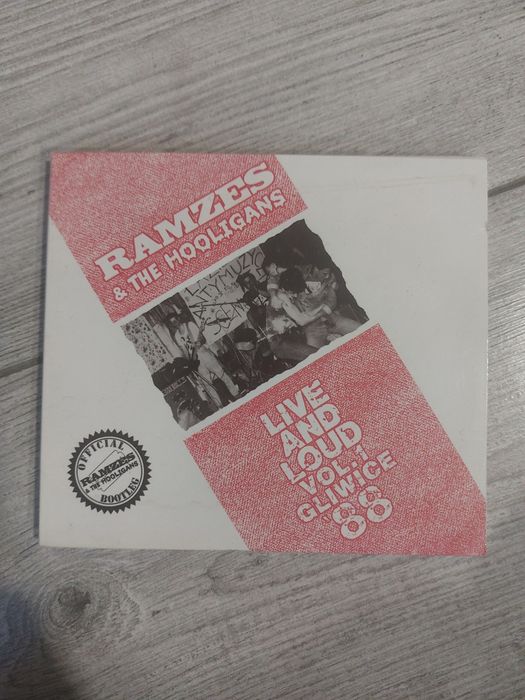 RAMZES
& THE HOOLIGANS
LIVE
AND
LOUD
VOL. 1
GLIWICE
'88
OFFICIAL
RAMZES
& THE HOOLIGANS
BOOTLEG